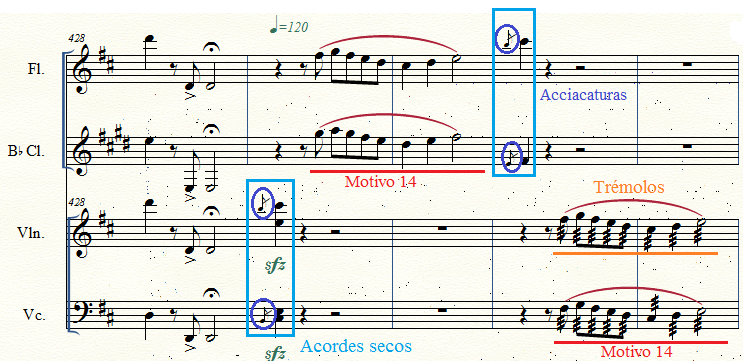 428
♩=120
Fl.
Acciacaturas
B♭ Cl.
Motivo 14
Trémolos
428
Vln.
sfz
Vc.
Acordes secos
Motivo 14
sfz